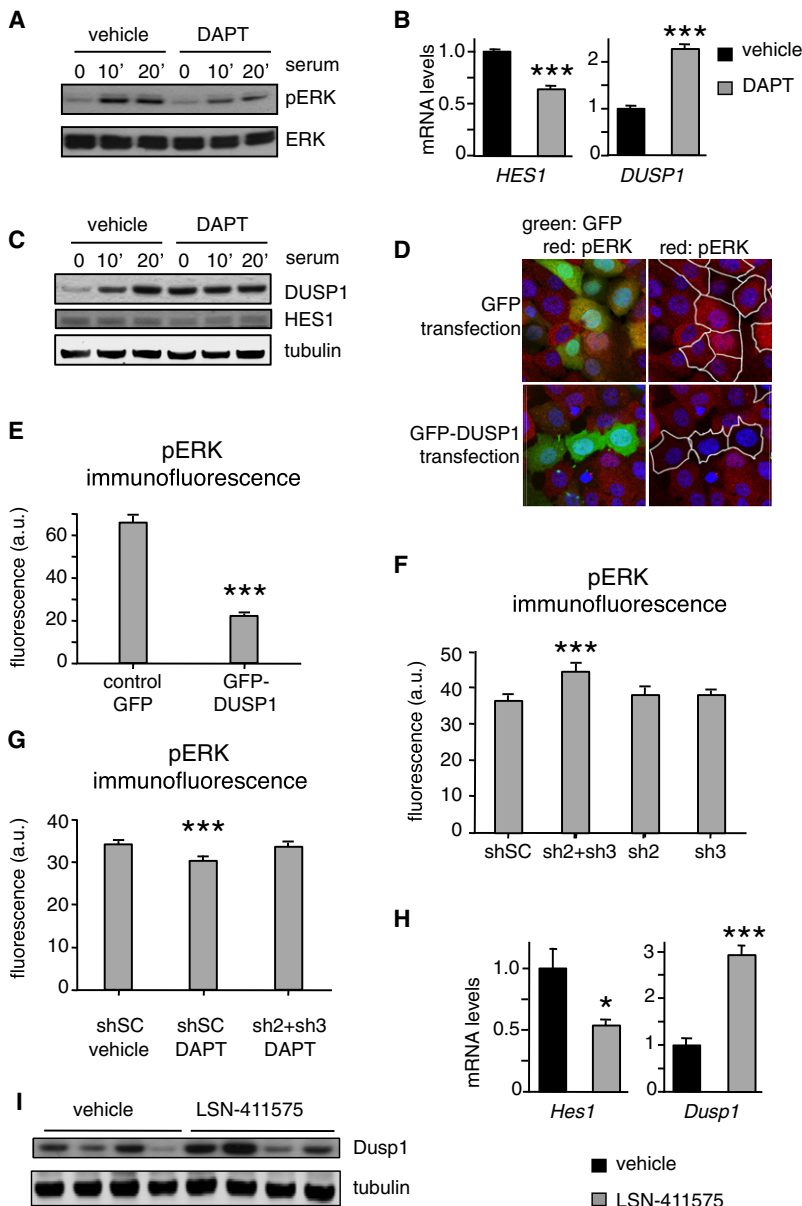 A
vehicle DAPT
0 10' 20' 0 10' 20' serum
pERK
ERK
B
mRNA levels
1.0
0.5
0
***
HES1
2
1
0
***
DUSP1
vehicle
DAPT
C
vehicle DAPT
0 10' 20' 0 10' 20' serum
DUSP1
HES1
tubulin
D
green: GFP
red: pERK
red: pERK
GFP
transfection
GFP-DUSP1
transfection
E
pERK
immunofluorescence
fluorescence (a.u.)
60
40
20
0
***
control
GFP
GFP-
DUSP1
F
pERK
immunofluorescence
fluorescence (a.u.)
50
40
30
20
10
0
***
shSC sh2+sh3 sh2 sh3
G
pERK
immunofluorescence
fluorescence (a.u.)
40
30
20
10
0
***
shSC
vehicle
shSC
DAPT
sh2+sh3
DAPT
H
mRNA levels
1.0
0.5
0
*
Hes1
3
2
1
0
***
Dusp1
vehicle
LSN-411575
I
vehicle LSN-411575
Dusp1
tubulin